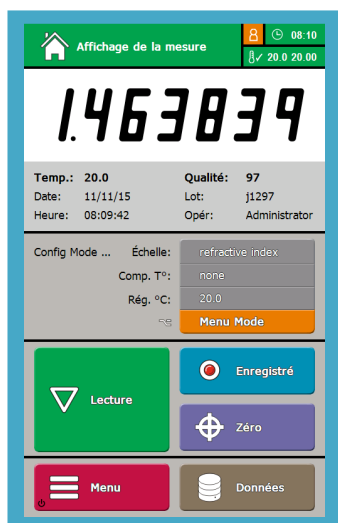 Affichage de la mesure
8 08:10
20.0 20.00
1.463839
Temp.: 20.0 Qualité: 97
Date: 11/11/15 Lot: j1297
Heure: 08:09:42 Opér: Administrator
Config Mode ... Échelle: refractive index
Comp. T°: none
Rég. °C: 20.0
Menu Mode
Lecture
Enregistré
Zéro
Menu
Données